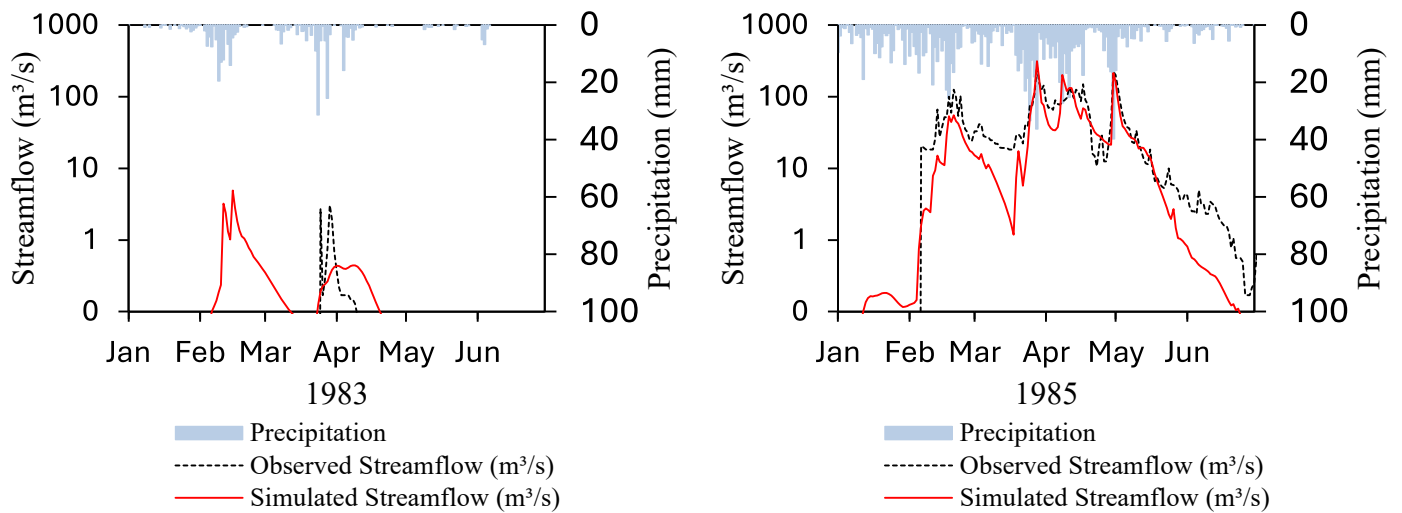 1000
100
10
1
0
Streamflow (m³/s)
0
20
40
60
80
100
Precipitation (mm)
Jan Feb Mar Apr May Jun
1983
Precipitation
Observed Streamflow (m³/s)
Simulated Streamflow (m³/s)
1000
100
10
1
0
Streamflow (m³/s)
0
20
40
60
80
100
Precipitation (mm)
Jan Feb Mar Apr May Jun
1985
Precipitation
Observed Streamflow (m³/s)
Simulated Streamflow (m³/s)